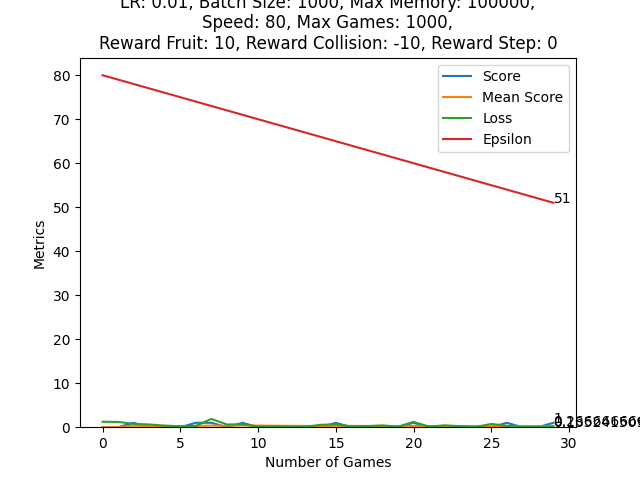 LR: 0.01, Batch Size: 1000, Max Memory: 100000,
Speed: 80, Max Games: 1000,
Reward Fruit: 10, Reward Collision: -10, Reward Step: 0
Score
Mean Score
Loss
Epsilon
80
70
60
50
40
30
20
10
0
Metrics
51
1
0 5 10 15 20 25 30
Number of Games